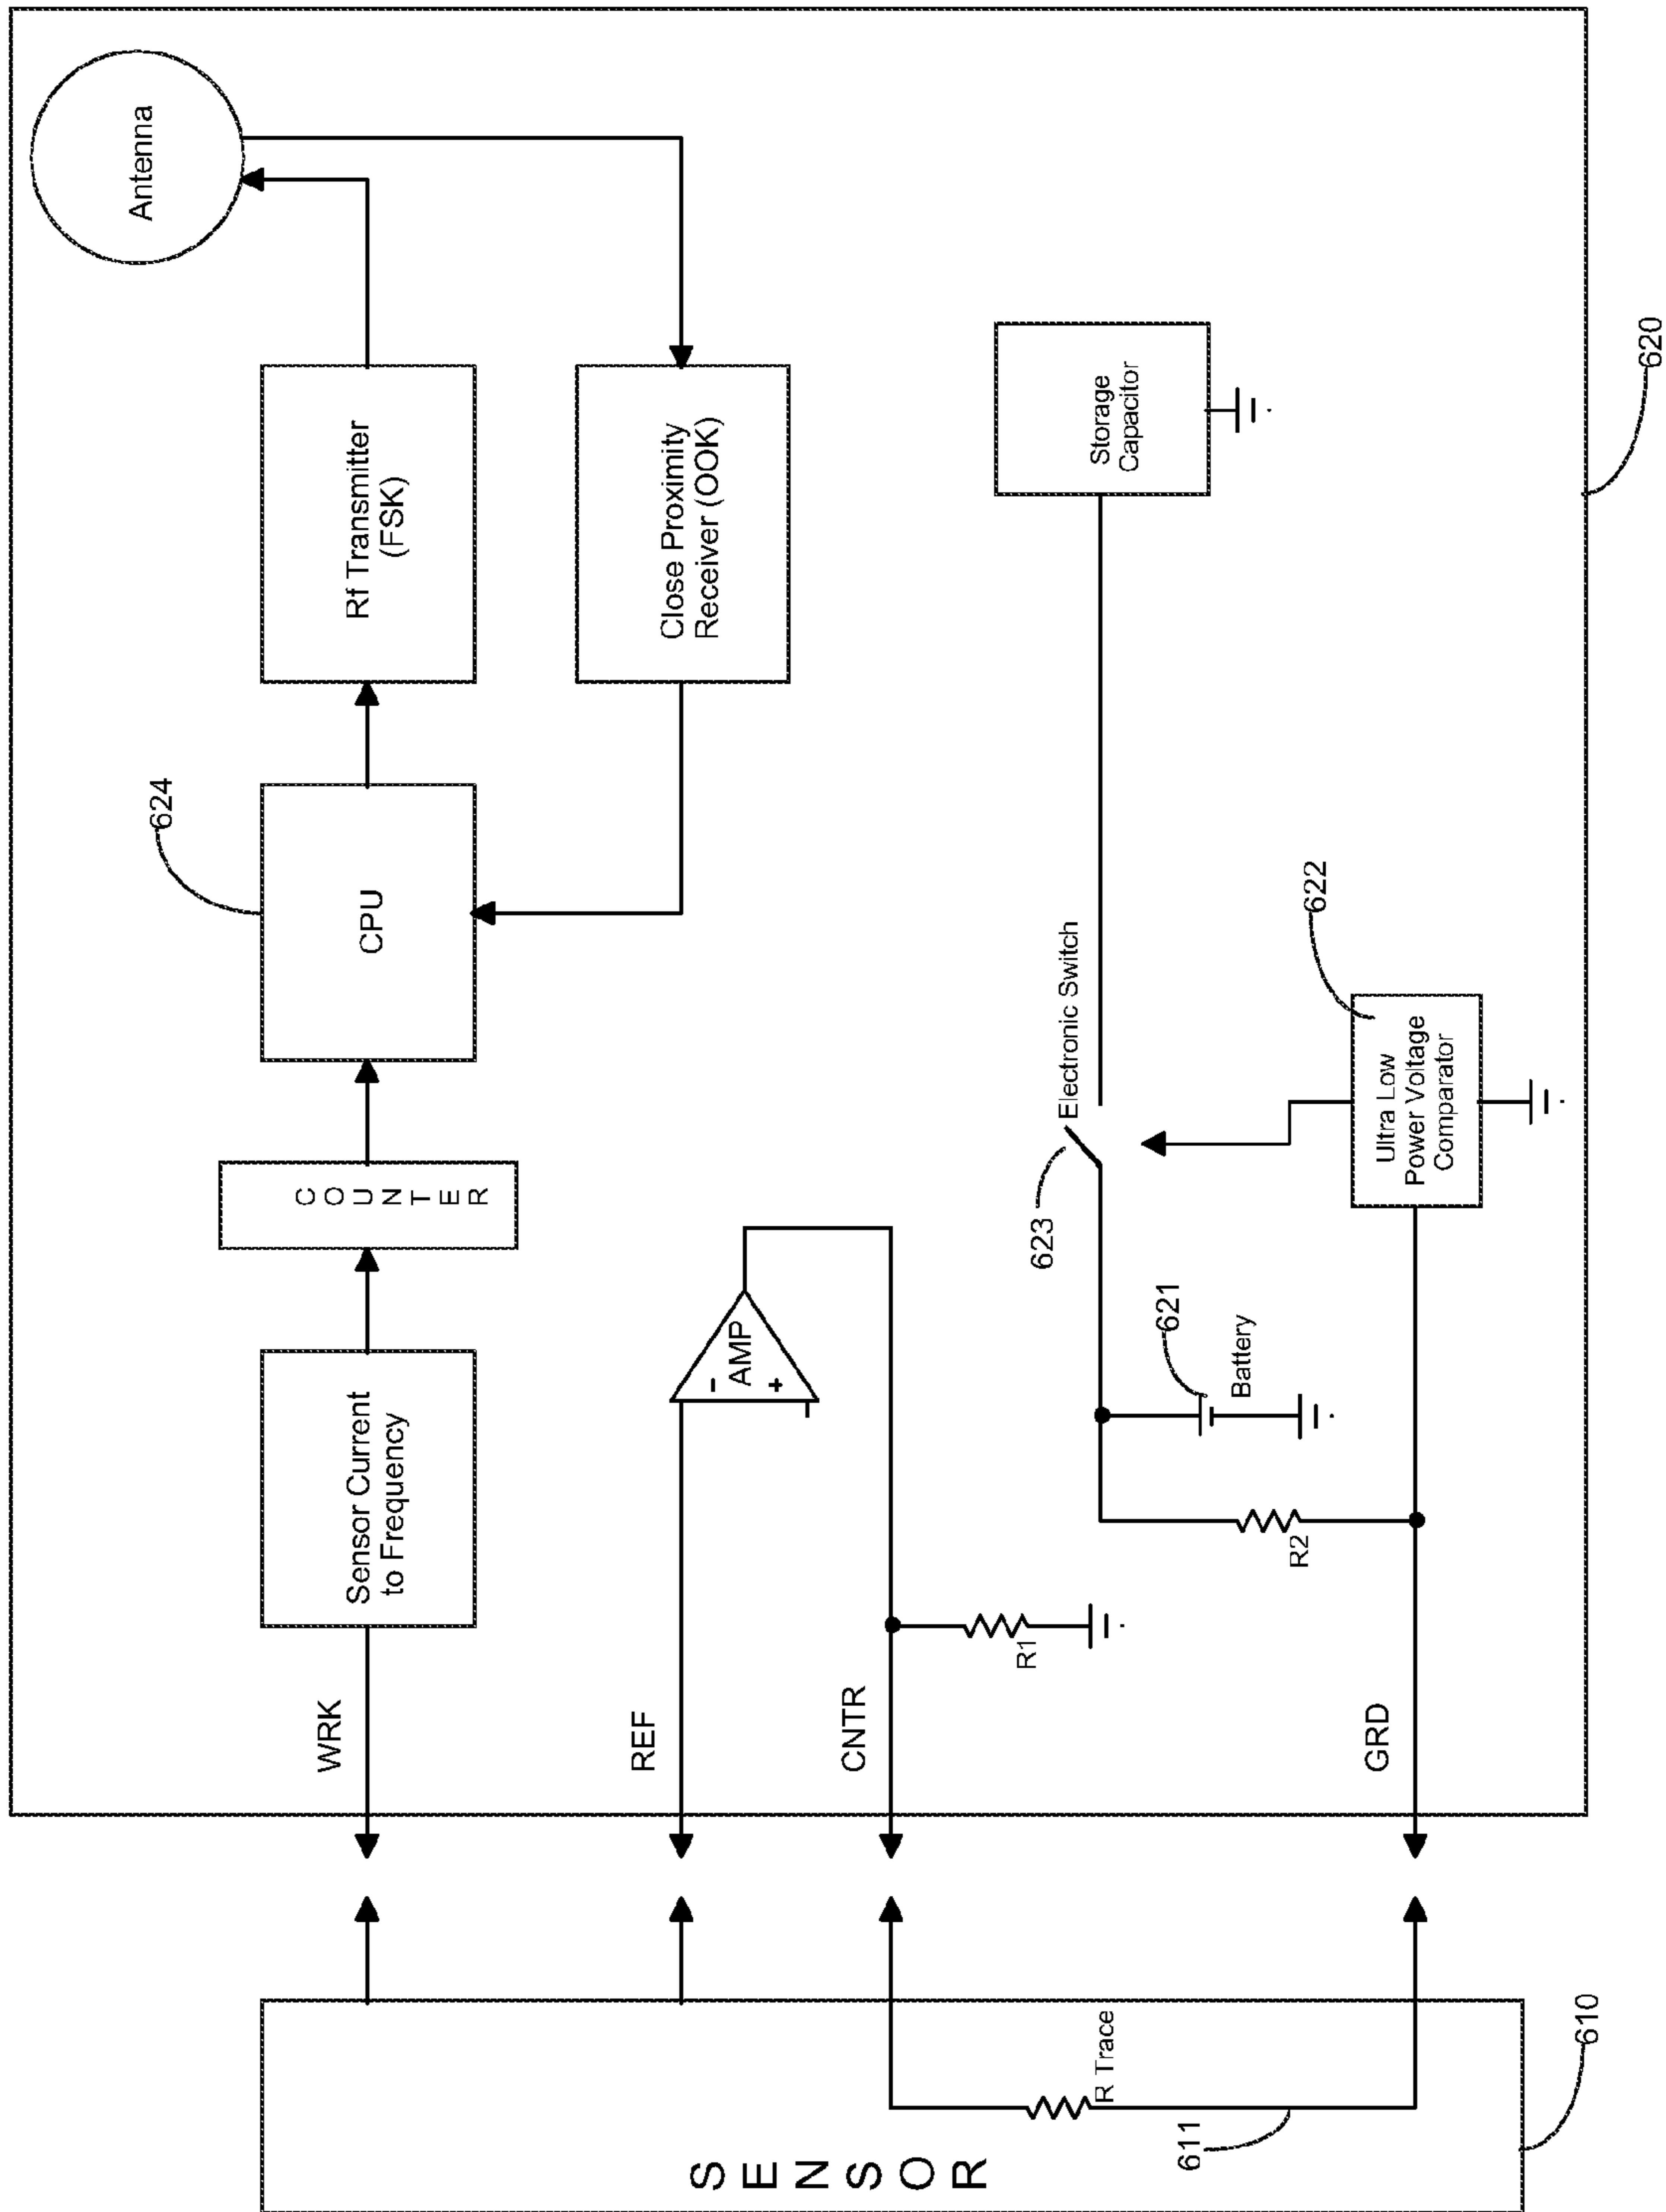 SENSOR
610
611
R Trace
WRK
REF
CNTR
GRD
Sensor Current
to Frequency
COUNTER
CPU
624
Rf Transmitter
(FSK)
Antenna
Close Proximity
Receiver (OOK)
-
AMP
+
R1
R2
621
Battery
623
Electronic Switch
Storage
Capacitor
Ultra Low
Power Voltage
Comparator
622
620